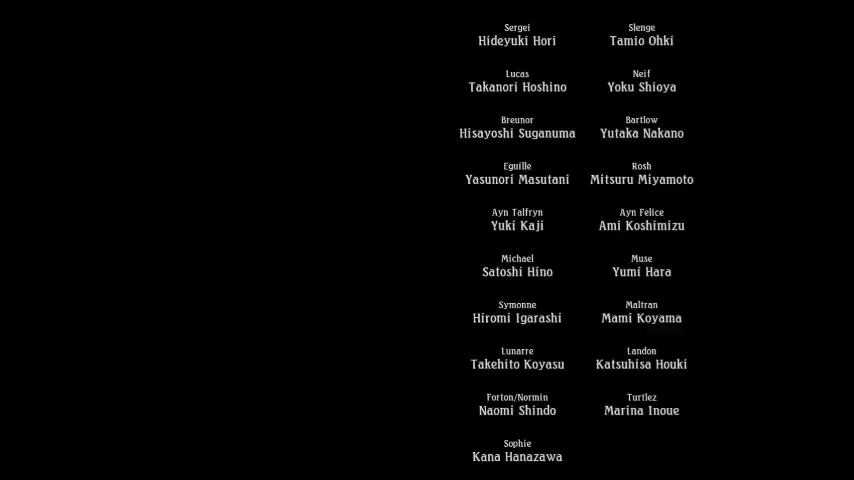 Sergei
Hideyuki Hori
Slenge
Tamio Ohki
Lucas
Takanori Hoshino
Neif
Yoku Shioya
Breunor
Hisayoshi Suganuma
Bartlow
Yutaka Nakano
Eguille
Yasunori Masutani
Rosh
Mitsuru Miyamoto
Ayn Talfryn
Yuki Kaji
Ayn Felice
Ami Koshimizu
Michael
Satoshi Hino
Muse
Yumi Hara
Symonne
Hiromi Igarashi
Maltran
Mami Koyama
Lunarre
Takehito Koyasu
Landon
Katsuhisa Houki
Forton/Normin
Naomi Shindo
Turtlez
Marina Inoue
Sophie
Kana Hanazawa